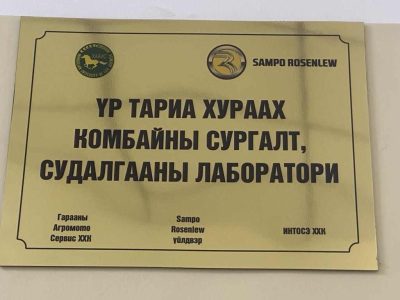 SAMPO ROSENLEW
ҮР ТАРИА ХУРААХ
КОМБАЙНЫ СУРГАЛТ,
СУДАЛГААНЫ ЛАБОРАТОРИ
Гарааны
Агромото
Сервис ХХК
Sampo
Rosenlew
үйлдвэр
ИНТОСЭ ХХК